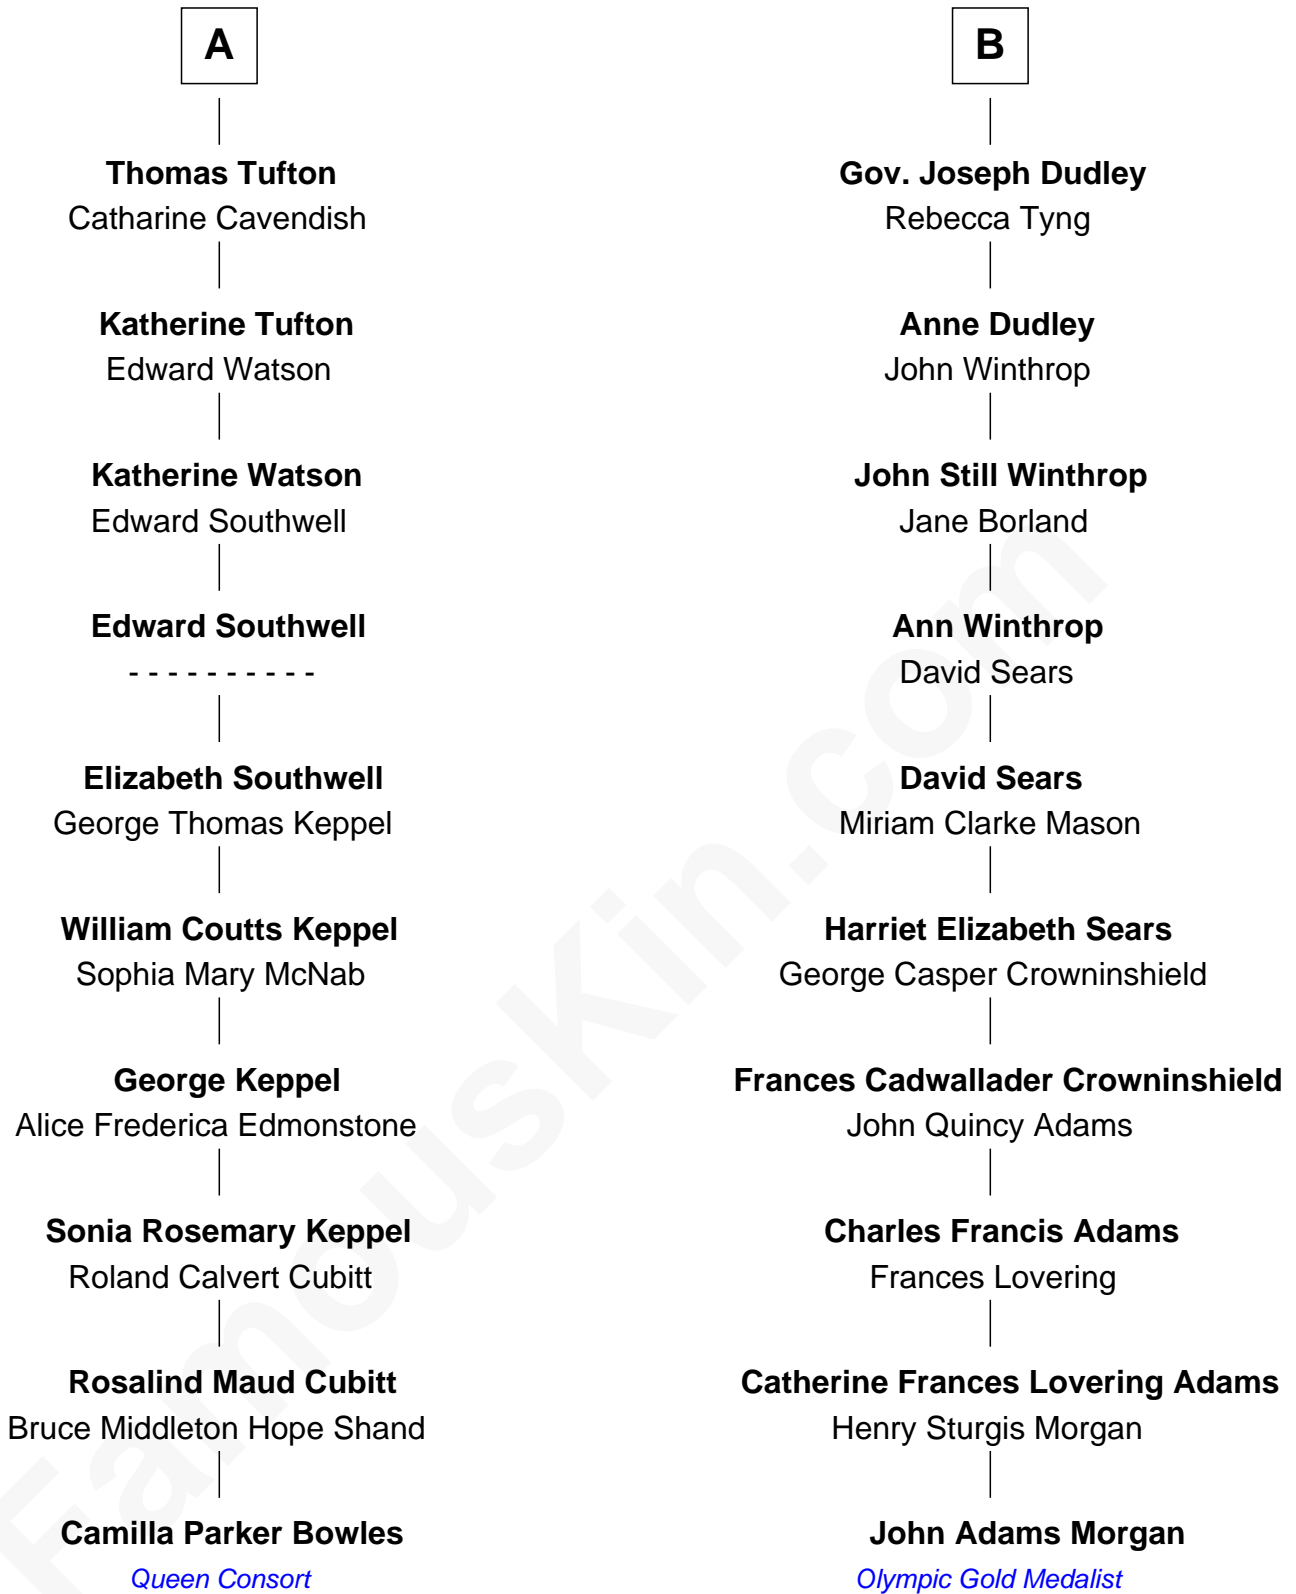 A
Thomas Tufton
Catharine Cavendish
Katherine Tufton
Edward Watson
Katherine Watson
Edward Southwell
Edward Southwell
- - - - - - - - - -
Elizabeth Southwell
George Thomas Keppel
William Coutts Keppel
Sophia Mary McNab
George Keppel
Alice Frederica Edmonstone
Sonia Rosemary Keppel
Roland Calvert Cubitt
Rosalind Maud Cubitt
Bruce Middleton Hope Shand
Camilla Parker Bowles
Queen Consort
B
Gov. Joseph Dudley
Rebecca Tyng
Anne Dudley
John Winthrop
John Still Winthrop
Jane Borland
Ann Winthrop
David Sears
David Sears
Miriam Clarke Mason
Harriet Elizabeth Sears
George Casper Crowninshield
Frances Cadwallader Crowninshield
John Quincy Adams
Charles Francis Adams
Frances Lovering
Catherine Frances Lovering Adams
Henry Sturgis Morgan
John Adams Morgan
Olympic Gold Medalist
FamousKin.com